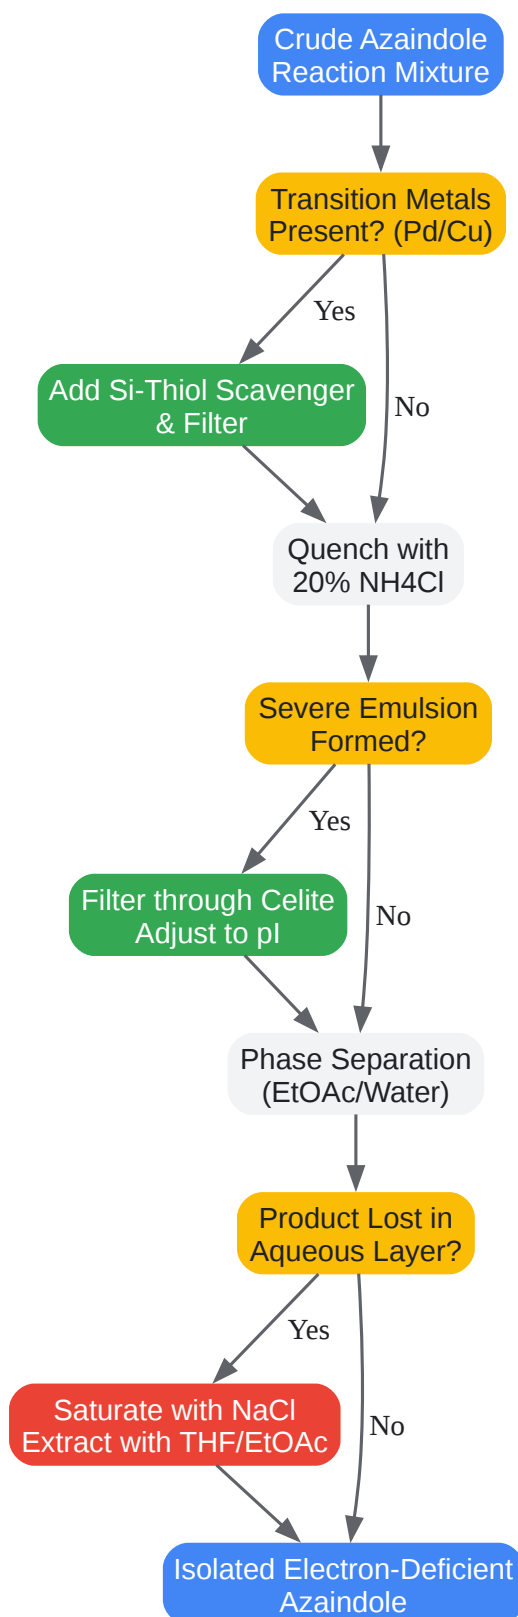 Crude Azaindole
Reaction Mixture
Transition Metals
Present? (Pd/Cu)
Yes
Add Si-Thiol Scavenger
& Filter
No
Quench with
20% NH4Cl
Severe Emulsion
Formed?
Yes
Filter through Celite
Adjust to pI
No
Phase Separation
(EtOAc/Water)
Product Lost in
Aqueous Layer?
Yes
Saturate with NaCl
Extract with THF/EtOAc
No
Isolated Electron-Deficient
Azaindole